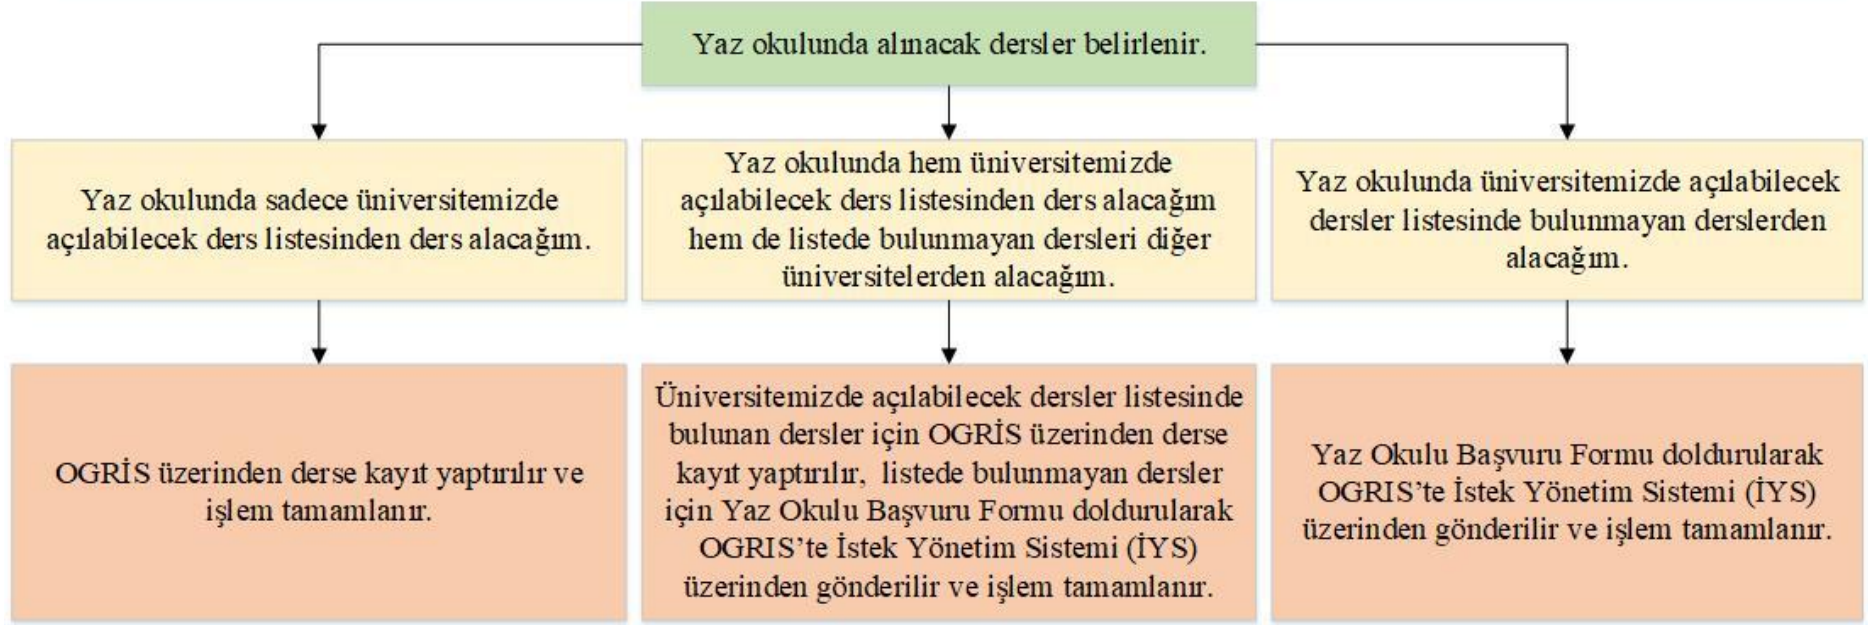 Yaz okulunda alınacak dersler belirlenir.
Yaz okulunda sadece üniversitemizde
açılabilecek ders listesinden ders alacağım.
Yaz okulunda hem üniversitemizde
açılabilecek ders listesinden ders alacağım
hem de listede bulunmayan dersleri diğer
üniversitelerden alacağım.
Yaz okulunda üniversitemizde açılabilecek
dersler listesinde bulunmayan derslerden
alacağım.
OGRİS üzerinden derse kayıt yaptırılır ve
işlem tamamlanır.
Üniversitemizde açılabilecek dersler listesinde
bulunan dersler için OGRİS üzerinden derse
kayıt yaptırılır, listede bulunmayan dersler
için Yaz Okulu Başvuru Formu doldurularak
OGRIS’te İstek Yönetim Sistemi (İYS)
üzerinden gönderilir ve işlem tamamlanır.
Yaz Okulu Başvuru Formu doldurularak
OGRIS’te İstek Yönetim Sistemi (İYS)
üzerinden gönderilir ve işlem tamamlanır.